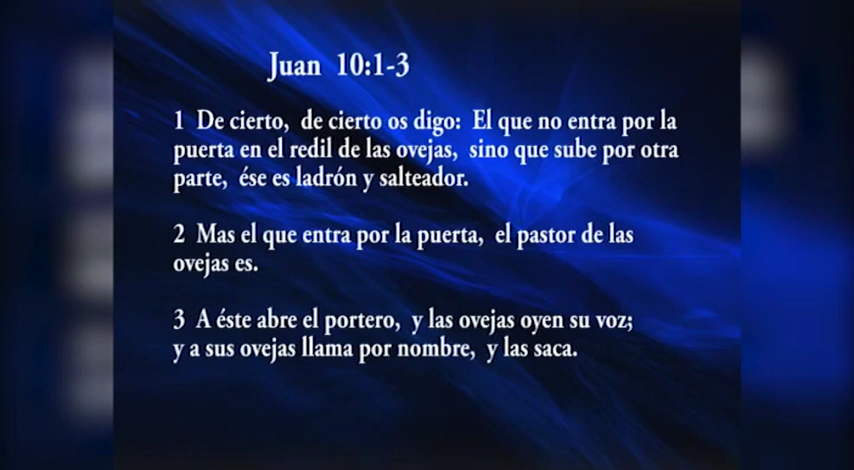 Juan 10:1-3
1 De cierto, de cierto os digo: El que no entra por la
puerta en el redil de las ovejas, sino que sube por otra
parte, ése es ladrón y salteador.
2 Mas el que entra por la puerta, el pastor de las
ovejas es.
3 A éste abre el portero, y las ovejas oyen su voz;
y a sus ovejas llama por nombre, y las saca.